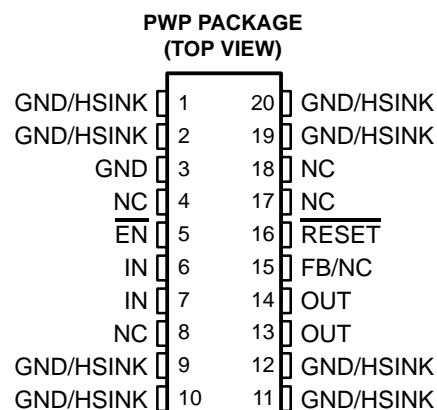 PWP PACKAGE
(TOP VIEW)
GND/HSINK 1 20 GND/HSINK
GND/HSINK 2 19 GND/HSINK
GND 3 18 NC
NC 4 17 NC
EN 5 16 RESET
IN 6 15 FB/NC
IN 7 14 OUT
NC 8 13 OUT
GND/HSINK 9 12 GND/HSINK
GND/HSINK 10 11 GND/HSINK